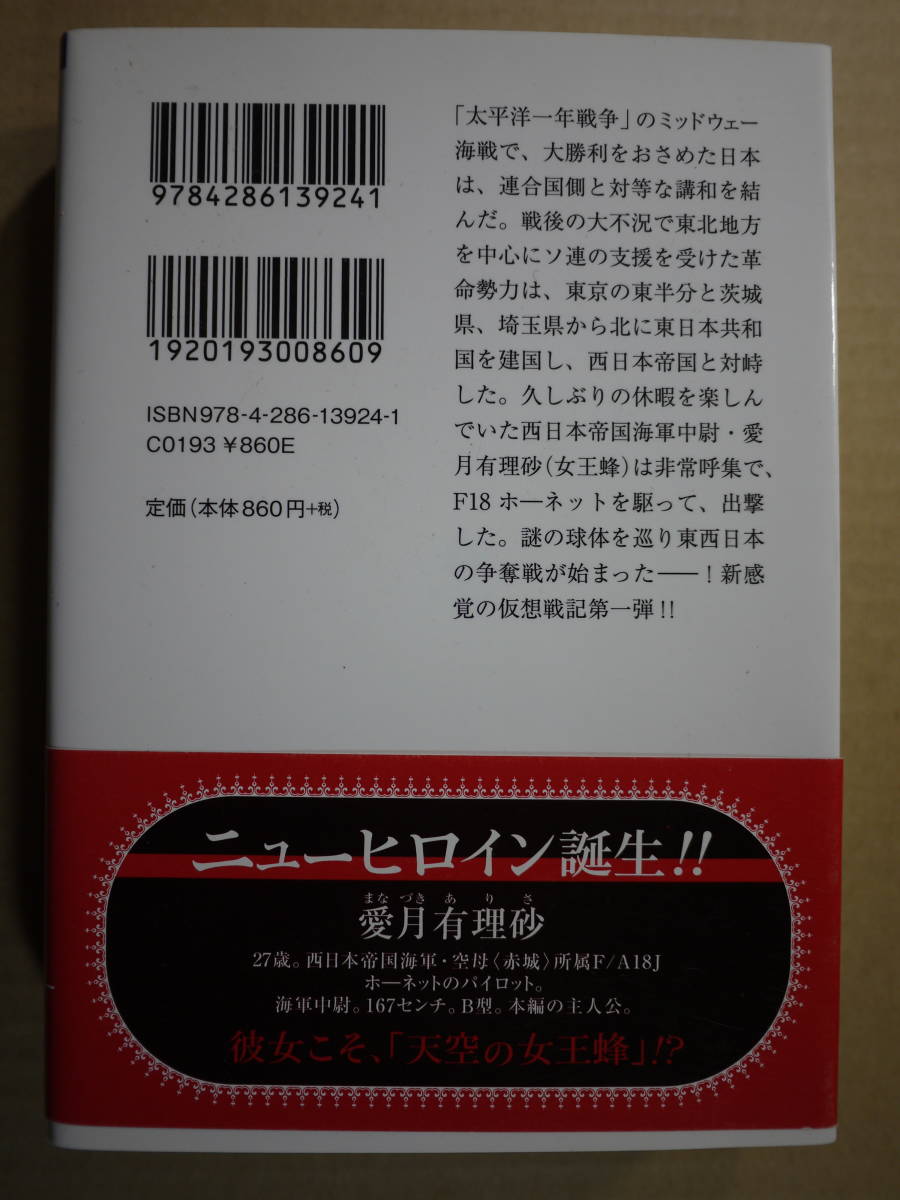 9784286139241
1920193008609
ISBN978-4-286-13924-1
C0193 ¥860E
定価(本体860円+税)
「太平洋一年戦争」のミッドウェー
海戦で、大勝利をおさめた日本
は、連合国側と対等な講和を結
んだ。戦後の大不況で東北地方
を中心にソ連の支援を受けた革
命勢力は、東京の東半分と茨城
県、埼玉県から北に東日本共和
国を建国し、西日本帝国と対峙
した。久しぶりの休暇を楽しん
でいた西日本帝国海軍中尉・愛
月有理砂(女王蜂)は非常呼集で、
F18 ホーネットを駆って、出撃
した。謎の球体を巡り東西日本
の争奪戦が始まった――！新感
覚の仮想戦記第一弾!!
ニューヒロイン誕生!!
まなづきありさ
愛月有理砂
27歳。西日本帝国海軍・空母〈赤城〉所属F/A18J
ホーネットのパイロット。
海軍中尉。167センチ。B型。本編の主人公。
彼女こそ、「天空の女王蜂」!?